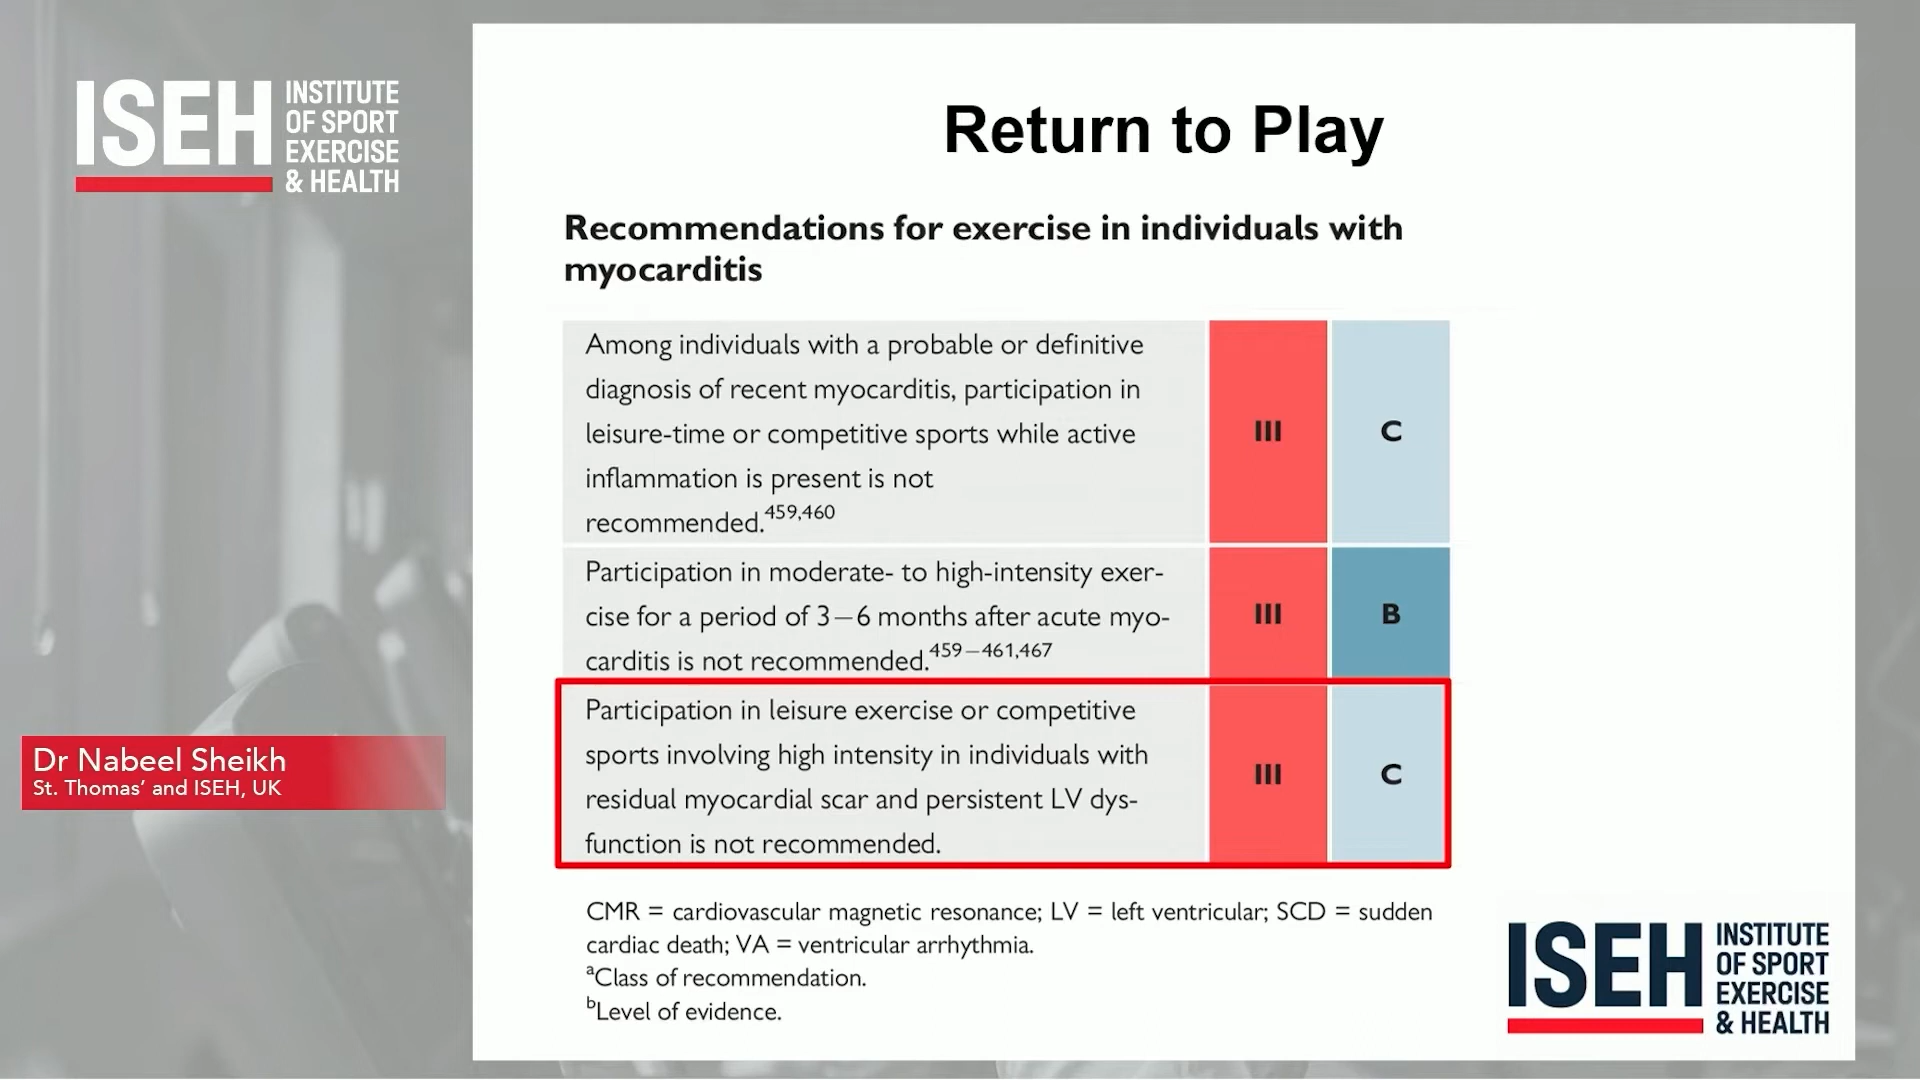 ISEH
INSTITUTE
OF SPORT
EXERCISE
& HEALTH
Return to Play
Recommendations for exercise in individuals with
myocarditis
Among individuals with a probable or definitive
diagnosis of recent myocarditis, participation in
leisure-time or competitive sports while active
inflammation is present is not
recommended.459,460
III
C
Participation in moderate- to high-intensity exer-
cise for a period of 3–6 months after acute myo-
carditis is not recommended.459–461,467
III
B
Participation in leisure exercise or competitive
sports involving high intensity in individuals with
residual myocardial scar and persistent LV dys-
function is not recommended.
III
C
Dr Nabeel Sheikh
St. Thomas’ and ISEH, UK
CMR = cardiovascular magnetic resonance; LV = left ventricular; SCD = sudden
cardiac death; VA = ventricular arrhythmia.
aClass of recommendation.
bLevel of evidence.
ISEH
INSTITUTE
OF SPORT
EXERCISE
& HEALTH